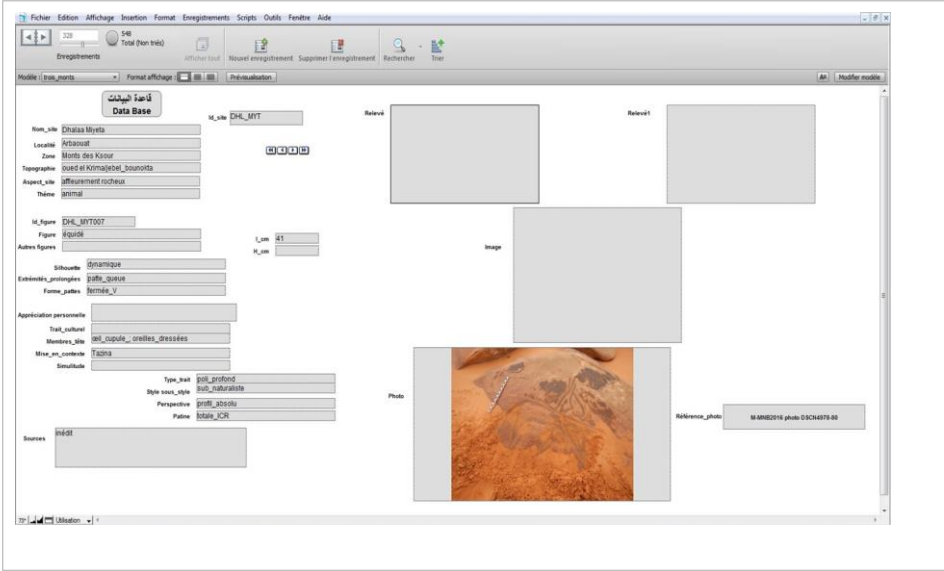 Fichier Edition Affichage Insertion Format Enregistrements Scripts Outils Fenêtre Aide
328
548
Total (Non triés)
Enregistrements
Afficher tout
Nouvel enregistrement
Supprimer l'enregistrement
Rechercher
Trier
Modèle : trois_monts
Format affichage :
Prévisualisation
Modifier modèle
قاعدة البيانات
Data Base
Id_site DHL_MYT
Relevé
Relevé1
Nom_site Dhalaa Miyeta
Localité Arbaouat
Zone Monts des Ksour
Topographie oued el Krima/jebel_bounokta
Aspect_site affleurement rocheux
Thème animal
Id_figure DHL_MYT007
Figure équidé
Autres figures
l_cm 41
H_cm
Image
Silhouette dynamique
Extrémités_prolongées patte_queue
Forme_pattes fermée_V
Appréciation personnelle
Trait_culturel
Membres_tête œil_cupule_; oreilles_dressées
Mise_en_contexte Tazina
Simulitude
Type_trait poli_profond
Style sous_style sub_naturaliste
Perspective profil_absolu
Patine totale_ICR
Photo
Référence_photo M-MNB2016 photo DSCN4978-80
Sources inédit
Utilisation